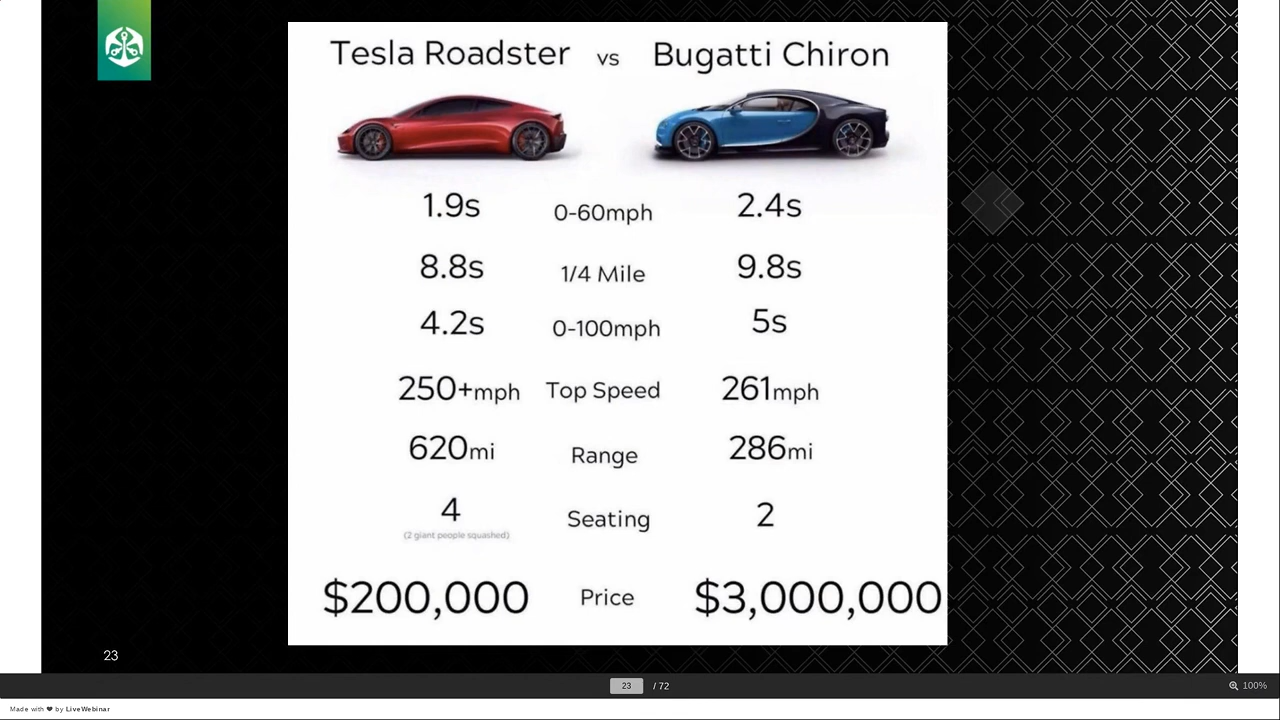 Tesla Roadster vs Bugatti Chiron
1.9s 0-60mph 2.4s
8.8s 1/4 Mile 9.8s
4.2s 0-100mph 5s
250+mph Top Speed 261mph
620mi Range 286mi
4 Seating 2
(2 giant people squashed)
$200,000 Price $3,000,000
23
23 / 72 100%
Made with ❤ by LiveWebinar